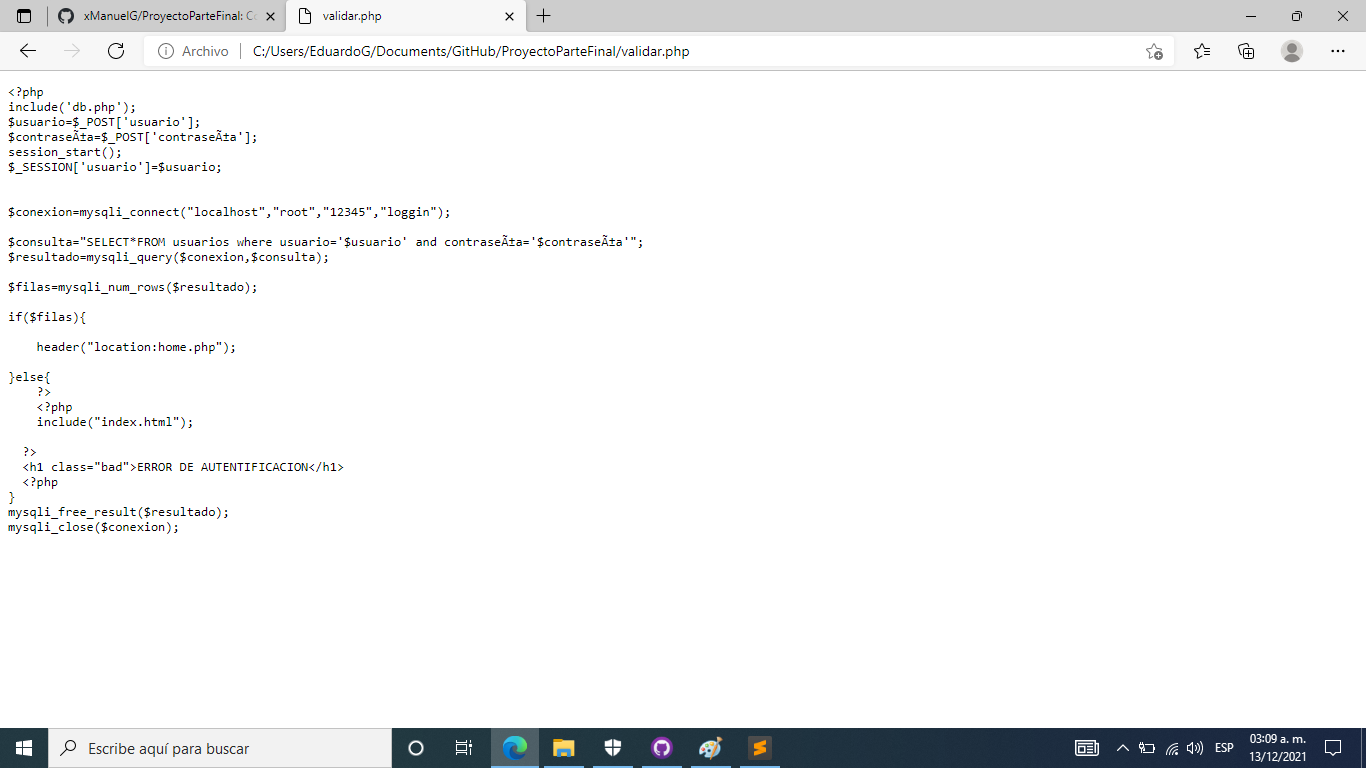 xManuelG/ProyectoParteFinal: Co
validar.php
Archivo
C:/Users/EduardoG/Documents/GitHub/ProyectoParteFinal/validar.php
<?php
include('db.php');
$usuario=$_POST['usuario'];
$contraseÃ±a=$_POST['contraseÃ±a'];
session_start();
$_SESSION['usuario']=$usuario;
$conexion=mysqli_connect("localhost","root","12345","loggin");
$consulta="SELECT*FROM usuarios where usuario='$usuario' and contraseÃ±a='$contraseÃ±a'";
$resultado=mysqli_query($conexion,$consulta);
$filas=mysqli_num_rows($resultado);
if($filas){
header("location:home.php");
}else{
?>
<?php
include("index.html");
?>
<h1 class="bad">ERROR DE AUTENTIFICACION</h1>
<?php
}
mysqli_free_result($resultado);
mysqli_close($conexion);
Escribe aquí para buscar
ESP
03:09 a. m.
13/12/2021